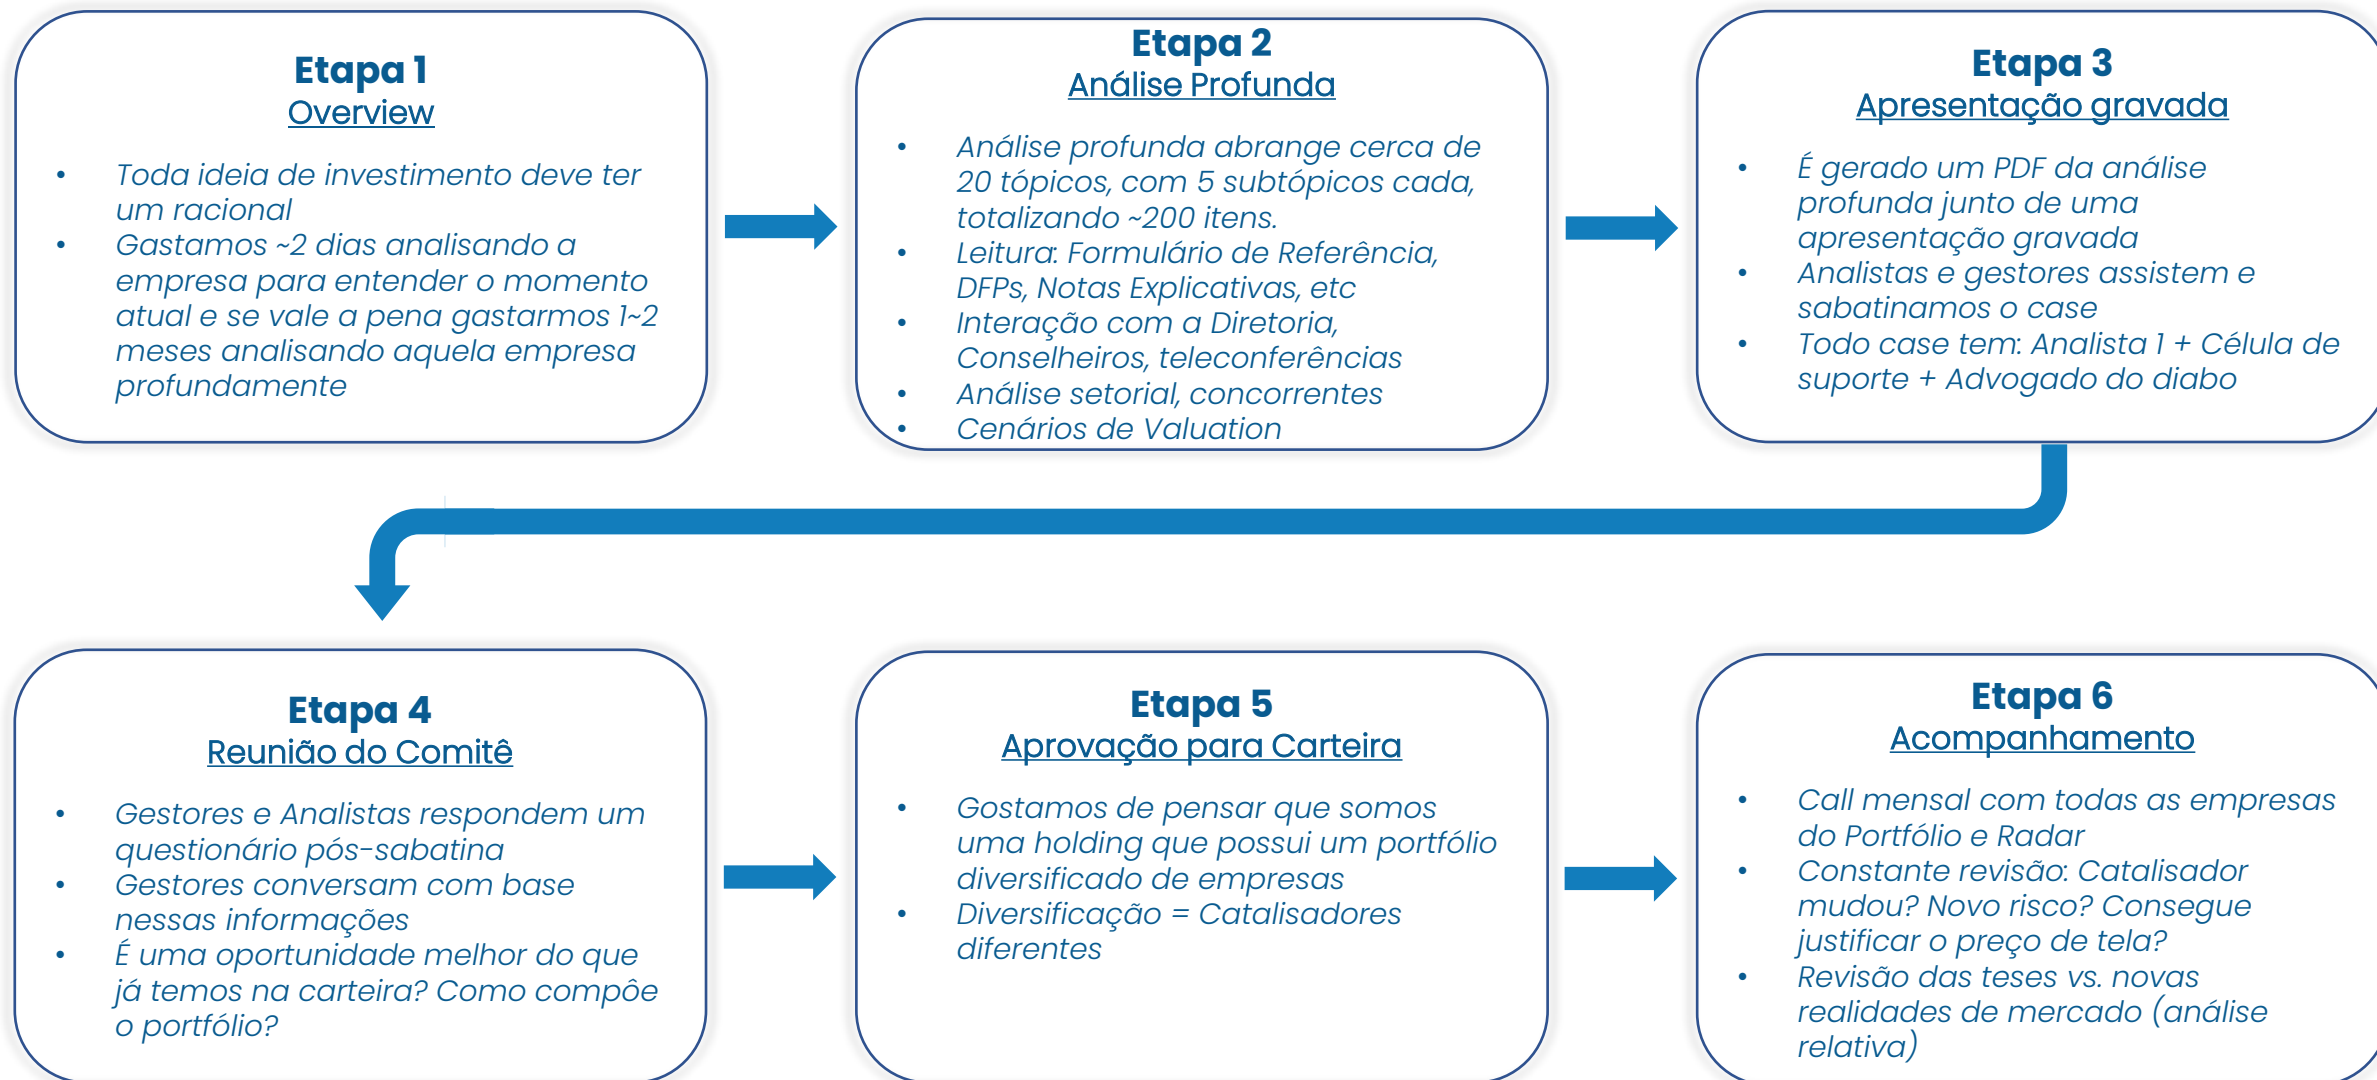 Etapa 1
Overview
• Toda ideia de investimento deve ter
um racional
• Gastamos ~2 dias analisando a
empresa para entender o momento
atual e se vale a pena gastarmos 1~2
meses analisando aquela empresa
profundamente
Etapa 2
Análise Profunda
• Análise profunda abrange cerca de
20 tópicos, com 5 subtópicos cada,
totalizando ~200 itens.
• Leitura: Formulário de Referência,
DFPs, Notas Explicativas, etc
• Interação com a Diretoria,
Conselheiros, teleconferências
• Análise setorial, concorrentes
• Cenários de Valuation
Etapa 3
Apresentação gravada
• É gerado um PDF da análise
profunda junto de uma
apresentação gravada
• Analistas e gestores assistem e
sabatinamos o case
• Todo case tem: Analista 1 + Célula de
suporte + Advogado do diabo
Etapa 4
Reunião do Comitê
• Gestores e Analistas respondem um
questionário pós-sabatina
• Gestores conversam com base
nessas informações
• É uma oportunidade melhor do que
já temos na carteira? Como compôe
o portfólio?
Etapa 5
Aprovação para Carteira
• Gostamos de pensar que somos
uma holding que possui um portfólio
diversificado de empresas
• Diversificação = Catalisadores
diferentes
Etapa 6
Acompanhamento
• Call mensal com todas as empresas
do Portfólio e Radar
• Constante revisão: Catalisador
mudou? Novo risco? Consegue
justificar o preço de tela?
• Revisão das teses vs. novas
realidades de mercado (análise
relativa)